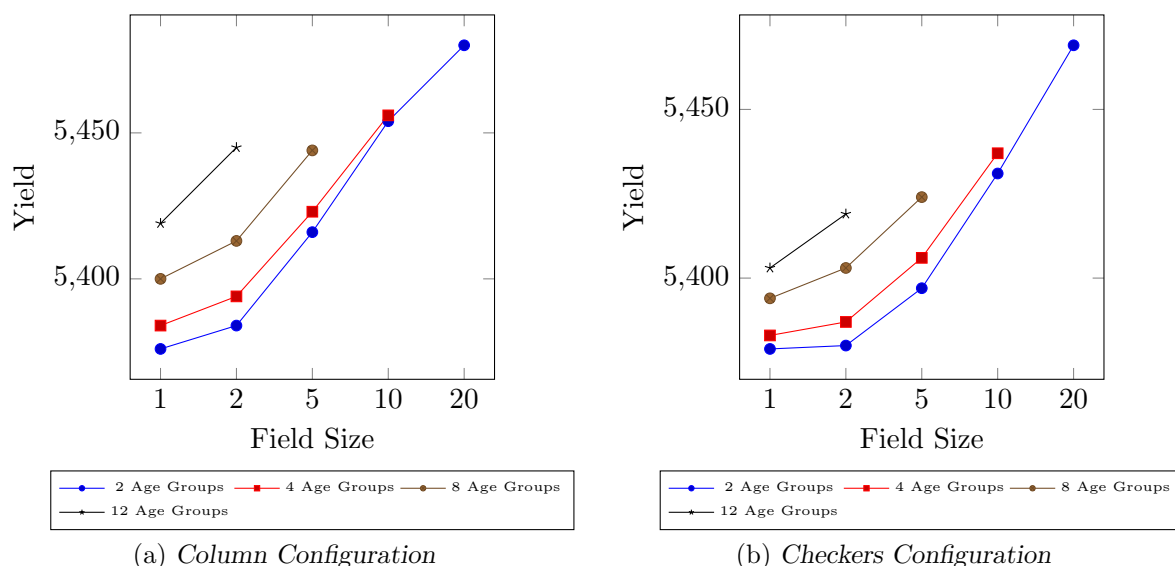 5,450
5,400
Yield
1 2 5 10 20
Field Size
2 Age Groups 4 Age Groups 8 Age Groups
12 Age Groups
(a) Column Configuration
5,450
5,400
Yield
1 2 5 10 20
Field Size
2 Age Groups 4 Age Groups 8 Age Groups
12 Age Groups
(b) Checkers Configuration